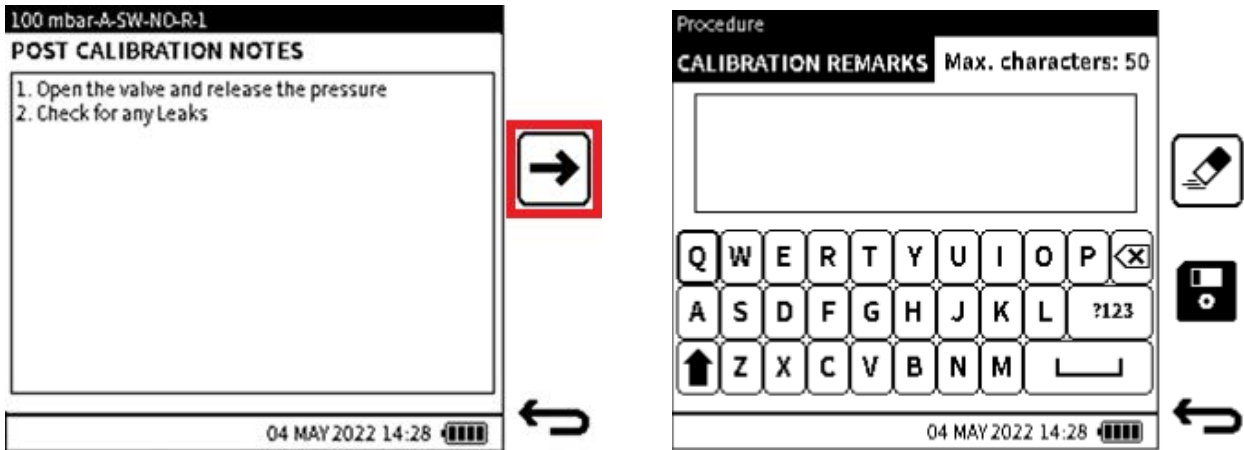 100 mbar-A-SW-NO-R-1
POST CALIBRATION NOTES
1. Open the valve and release the pressure
2. Check for any Leaks
04 MAY 2022 14:28
Procedure
CALIBRATION REMARKS Max. characters: 50
Q W E R T Y U I O P
A S D F G H J K L ?123
Z X C V B N M
04 MAY 2022 14:28